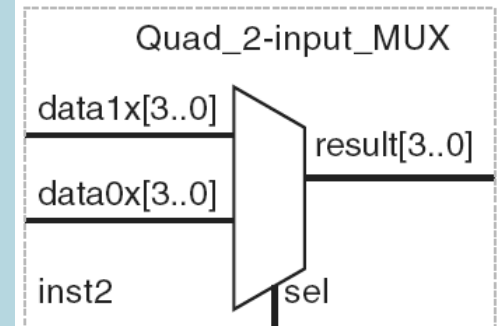 Quad_2-input_MUX
data1x[3..0]
result[3..0]
data0x[3..0]
inst2
sel